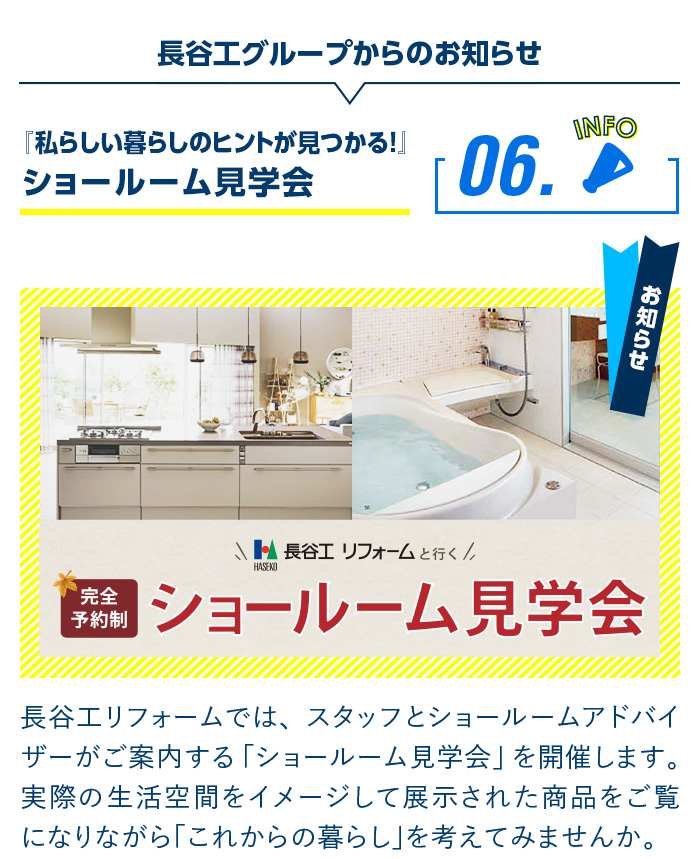 長谷工グループからのお知らせ
『私らしい暮らしのヒントが見つかる!』
ショールーム見学会
06.
INFO
お知らせ
HASEKO
長谷工 リフォームと行く
完全
予約制
ショールーム見学会
長谷工リフォームでは、スタッフとショールームアドバイ
ザーがご案内する「ショールーム見学会」を開催します。
実際の生活空間をイメージして展示された商品をご覧
になりながら「これからの暮らし」を考えてみませんか。